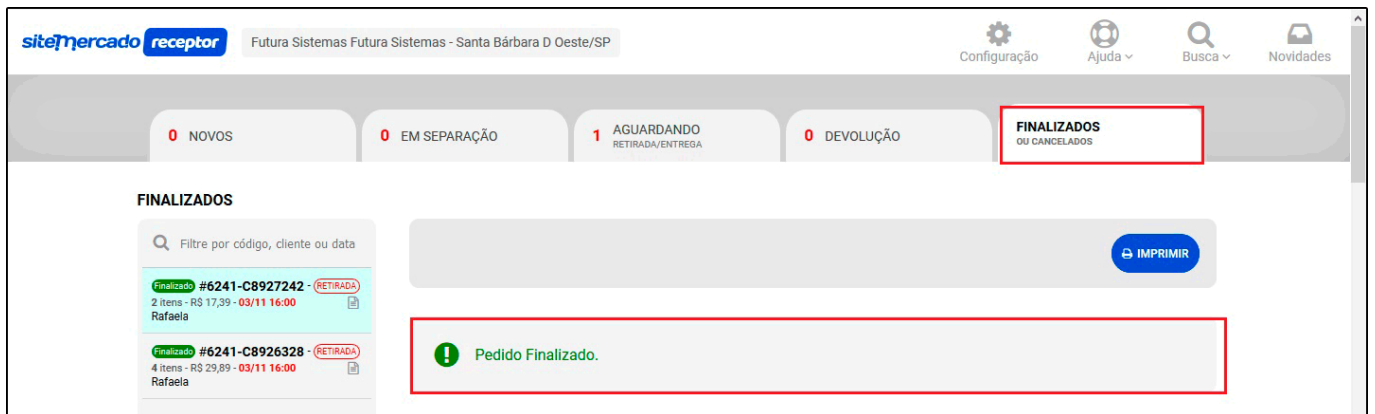 sitemercado receptor
Futura Sistemas Futura Sistemas - Santa Bárbara D Oeste/SP
Configuração
Ajuda
Busca
Novidades
0 NOVOS
0 EM SEPARAÇÃO
1 AGUARDANDO
RETIRADA/ENTREGA
0 DEVOLUÇÃO
FINALIZADOS
OU CANCELADOS
FINALIZADOS
Filtre por código, cliente ou data
IMPRIMIR
Finalizado #6241-C8927242 - RETIRADA
2 itens - R$ 17,39 - 03/11 16:00
Rafaela
Finalizado #6241-C8926328 - RETIRADA
4 itens - R$ 29,89 - 03/11 16:00
Rafaela
Pedido Finalizado.